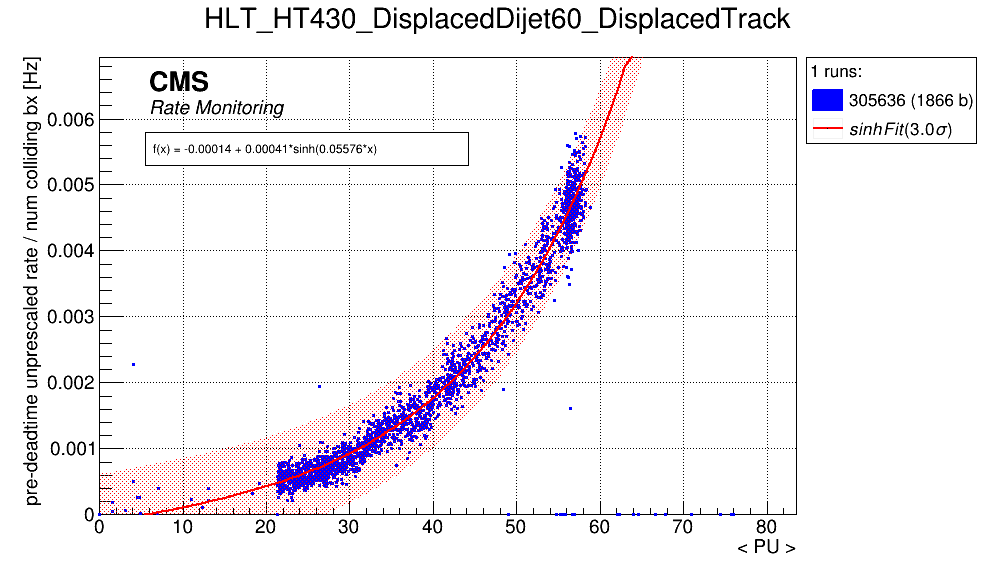 HLT_HT430_DisplacedDijet60_DisplacedTrack
pre-deadtime unprescaled rate / num colliding bx [Hz]
CMS
Rate Monitoring
f(x) = -0.00014 + 0.00041*sinh(0.05576*x)
1 runs:
305636 (1866 b)
sinhFit(3.0σ)
0.006
0.005
0.004
0.003
0.002
0.001
0
0 10 20 30 40 50 60 70 80
< PU >